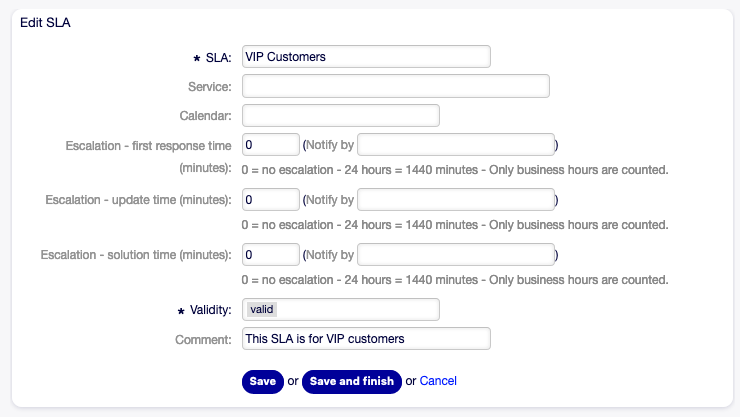 Edit SLA
* SLA: VIP Customers
Service:
Calendar:
Escalation - first response time (minutes): 0 (Notify by )
0 = no escalation - 24 hours = 1440 minutes - Only business hours are counted.
Escalation - update time (minutes): 0 (Notify by )
0 = no escalation - 24 hours = 1440 minutes - Only business hours are counted.
Escalation - solution time (minutes): 0 (Notify by )
0 = no escalation - 24 hours = 1440 minutes - Only business hours are counted.
* Validity: valid
Comment: This SLA is for VIP customers
Save or Save and finish or Cancel